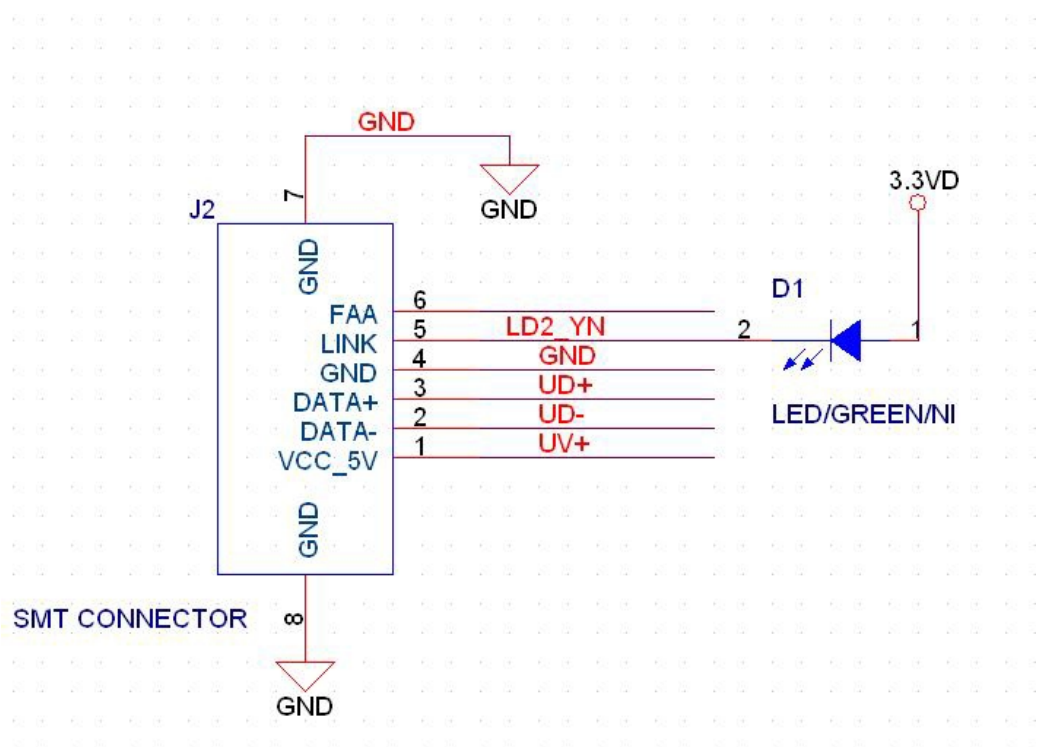 GND
7
GND
3.3VD
J2
GND
D1
FAA 6
LINK 5 LD2_YN 2 1
GND 4 GND
DATA+ 3 UD+
DATA- 2 UD-
VCC_5V 1 UV+
LED/GREEN/NI
GND
SMT CONNECTOR
8
GND